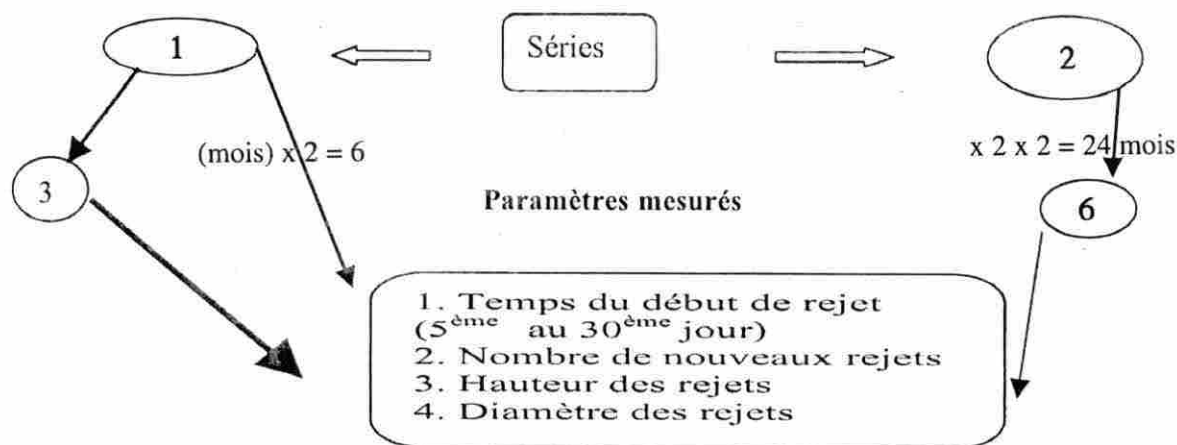 1
Séries
2
(mois) x 2 = 6
x 2 x 2 = 24 mois
3
Paramètres mesurés
6
1. Temps du début de rejet
(5ème au 30ème jour)
2. Nombre de nouveaux rejets
3. Hauteur des rejets
4. Diamètre des rejets